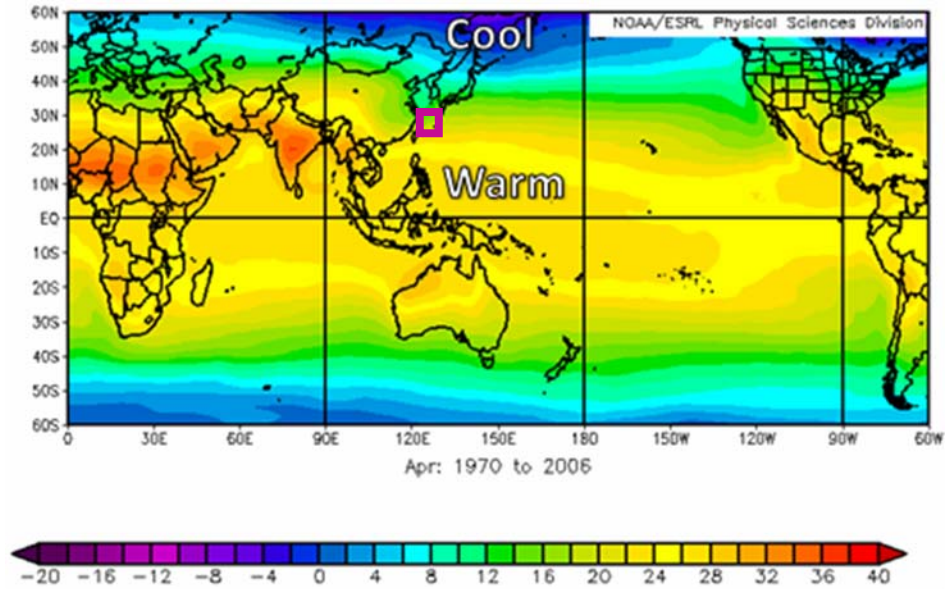 NOAA/ESRL Physical Sciences Division
60N
Cool
50N
40N
30N
20N
10N
Warm
EQ
10S
20S
30S
40S
50S
60S
0 30E 60E 90E 120E 150E 180 150W 120W 90W 60W
Apr: 1970 to 2006
-20 -16 -12 -8 -4 0 4 8 12 16 20 24 28 32 36 40